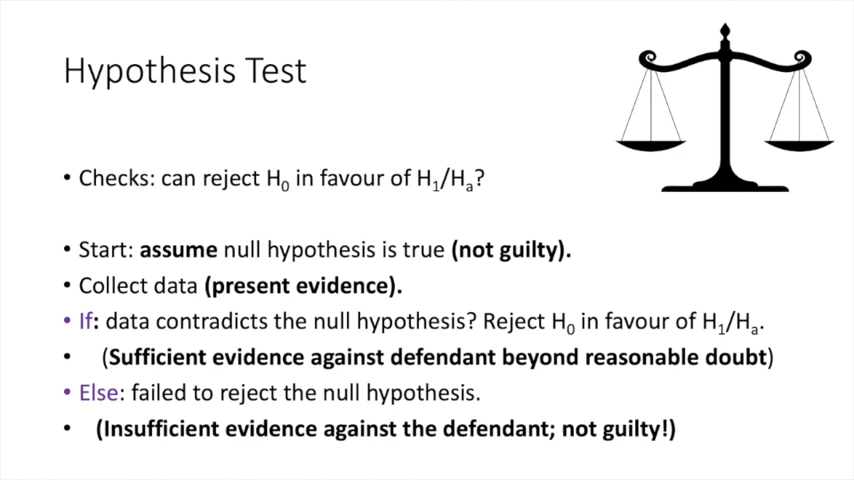 Hypothesis Test
• Checks: can reject H₀ in favour of H₁/Hₐ?
• Start: assume null hypothesis is true (not guilty).
• Collect data (present evidence).
• If: data contradicts the null hypothesis? Reject H₀ in favour of H₁/Hₐ.
• (Sufficient evidence against defendant beyond reasonable doubt)
• Else: failed to reject the null hypothesis.
• (Insufficient evidence against the defendant; not guilty!)